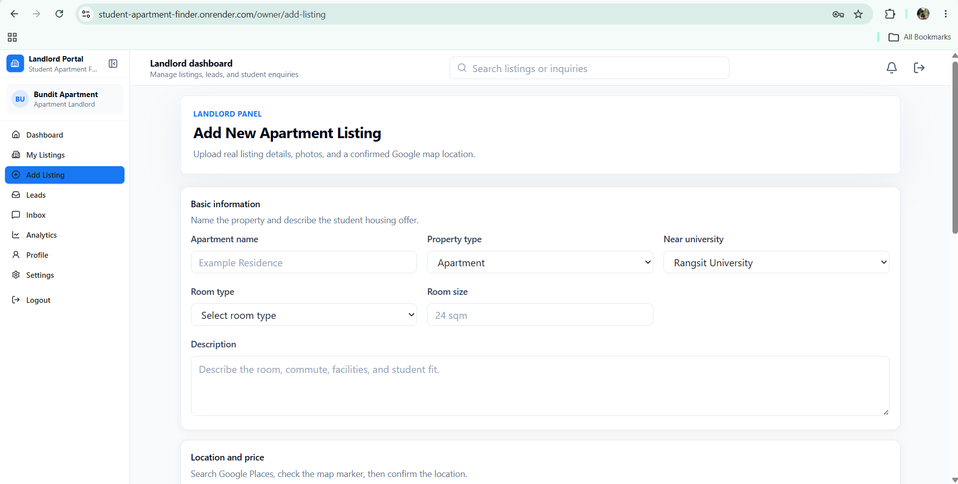 student-apartment-finder.onrender.com/owner/add-listing
All Bookmarks
Landlord Portal
Student Apartment F...
BU
Bundit Apartment
Apartment Landlord
Dashboard
My Listings
Add Listing
Leads
Inbox
Analytics
Profile
Settings
Logout
Landlord dashboard
Manage listings, leads, and student enquiries
Search listings or inquiries
LANDLORD PANEL
Add New Apartment Listing
Upload real listing details, photos, and a confirmed Google map location.
Basic information
Name the property and describe the student housing offer.
Apartment name
Property type
Near university
Example Residence
Apartment
Rangsit University
Room type
Room size
Select room type
24 sqm
Description
Describe the room, commute, facilities, and student fit.
Location and price
Search Google Places, check the map marker, then confirm the location.